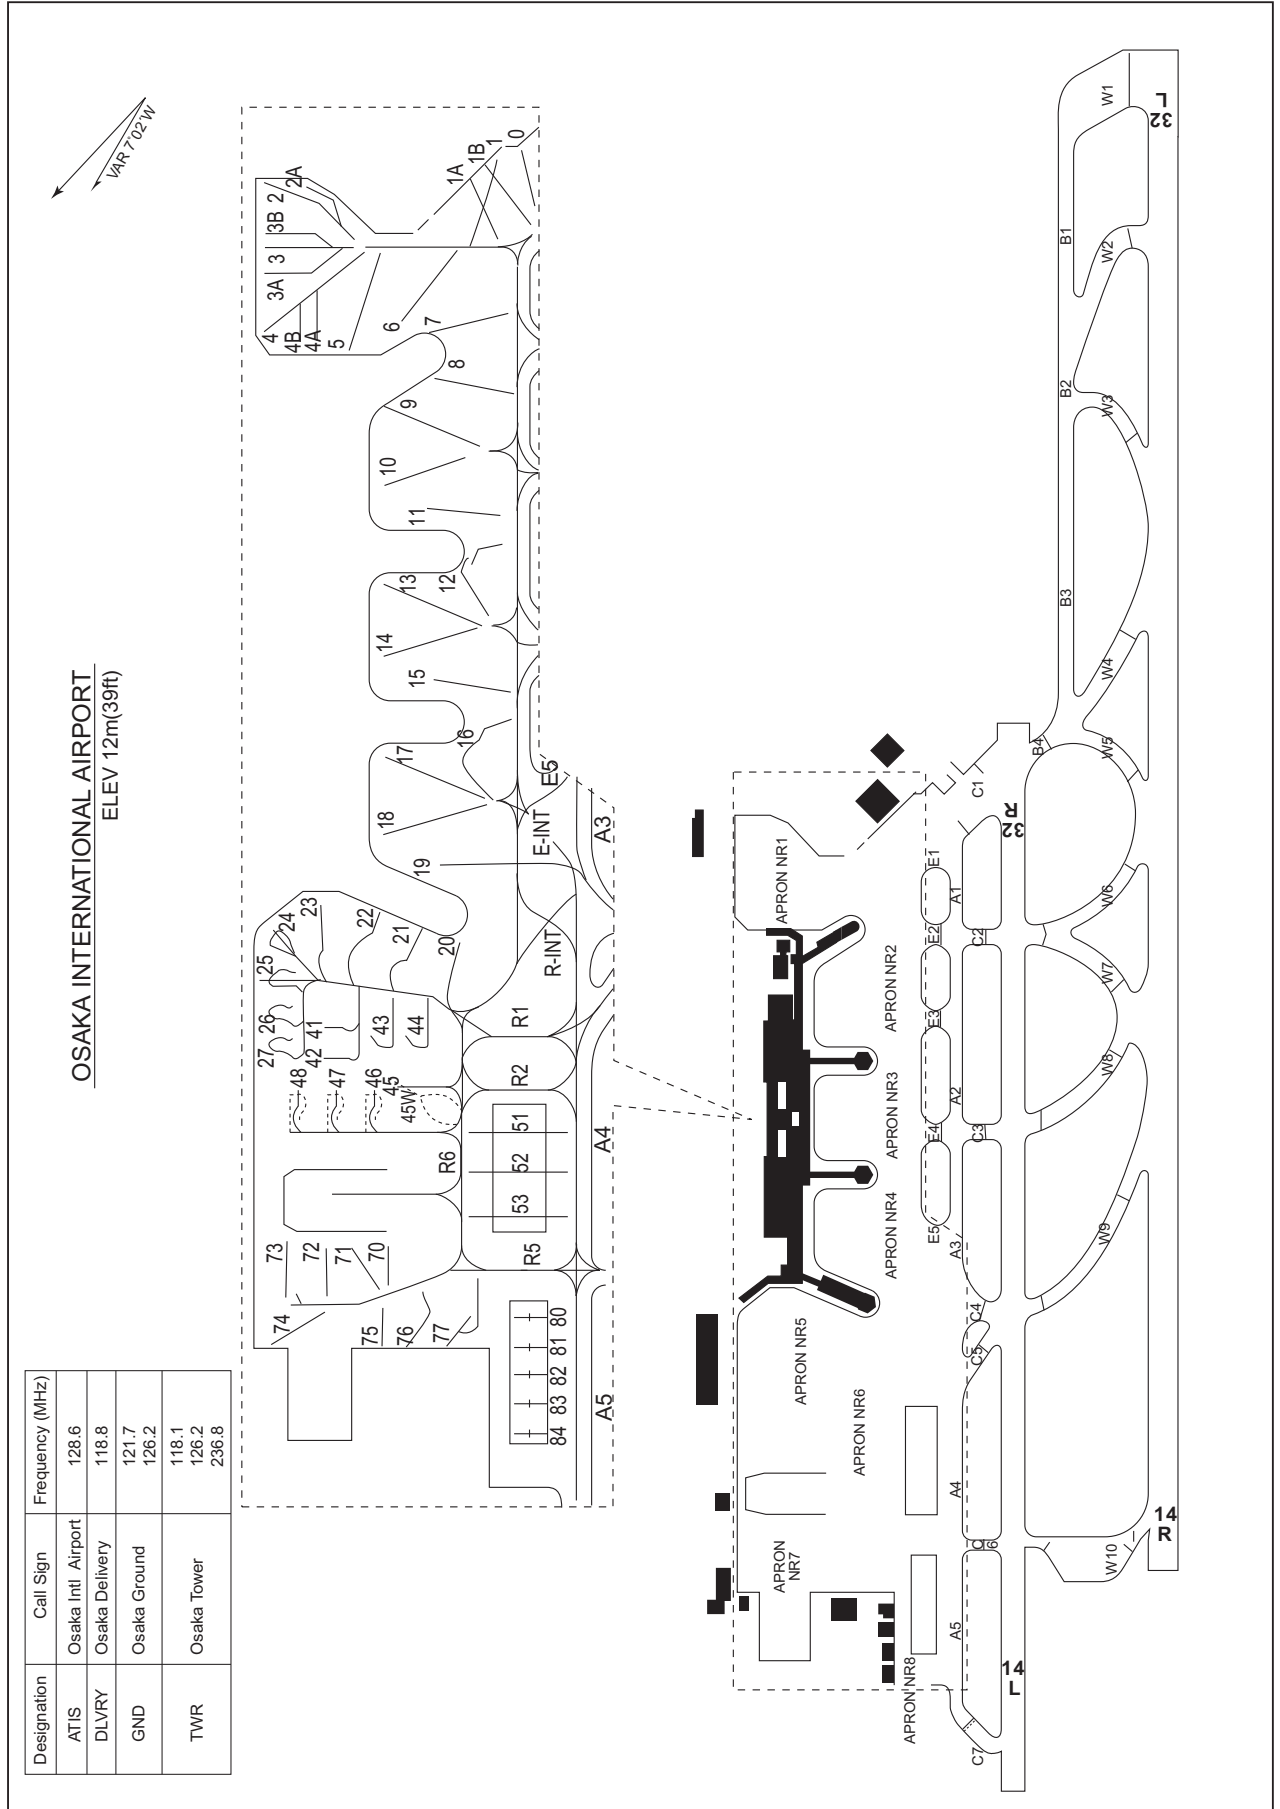 OSAKA INTERNATIONAL AIRPORT
ELEV 12m(39ft)
VAR 7°02'W
Designation Call Sign Frequency (MHz)
ATIS Osaka Intl Airport 128.6
DLVRY Osaka Delivery 118.8
GND Osaka Ground 121.7
126.2
TWR Osaka Tower 118.1
126.2
236.8
0
1
1B
1A
2A
2
3B
3
3A
4
4B
4A
5
6
7
8
9
10
11
12
13
14
15
16
17
18
19
20
21
22
23
24
25
26
27
41
42
43
44
45
45W
46
47
48
51
52
53
70
71
72
73
74
75
76
77
80
81
82
83
84
E5
E-INT
R-INT
R1
R2
R6
R5
A3
A4
A5
APRON NR1
APRON NR2
APRON NR3
APRON NR4
APRON NR5
APRON NR6
APRON
NR7
APRON NR8
E1
E2
E3
E4
E5
A1
A2
A3
A4
A5
C1
C2
C3
C4
C5
C
6
C7
B1
B2
B3
B4
W1
W2
W3
W4
W5
W6
W7
W8
W9
W10
32
L
32
R
14
L
14
R